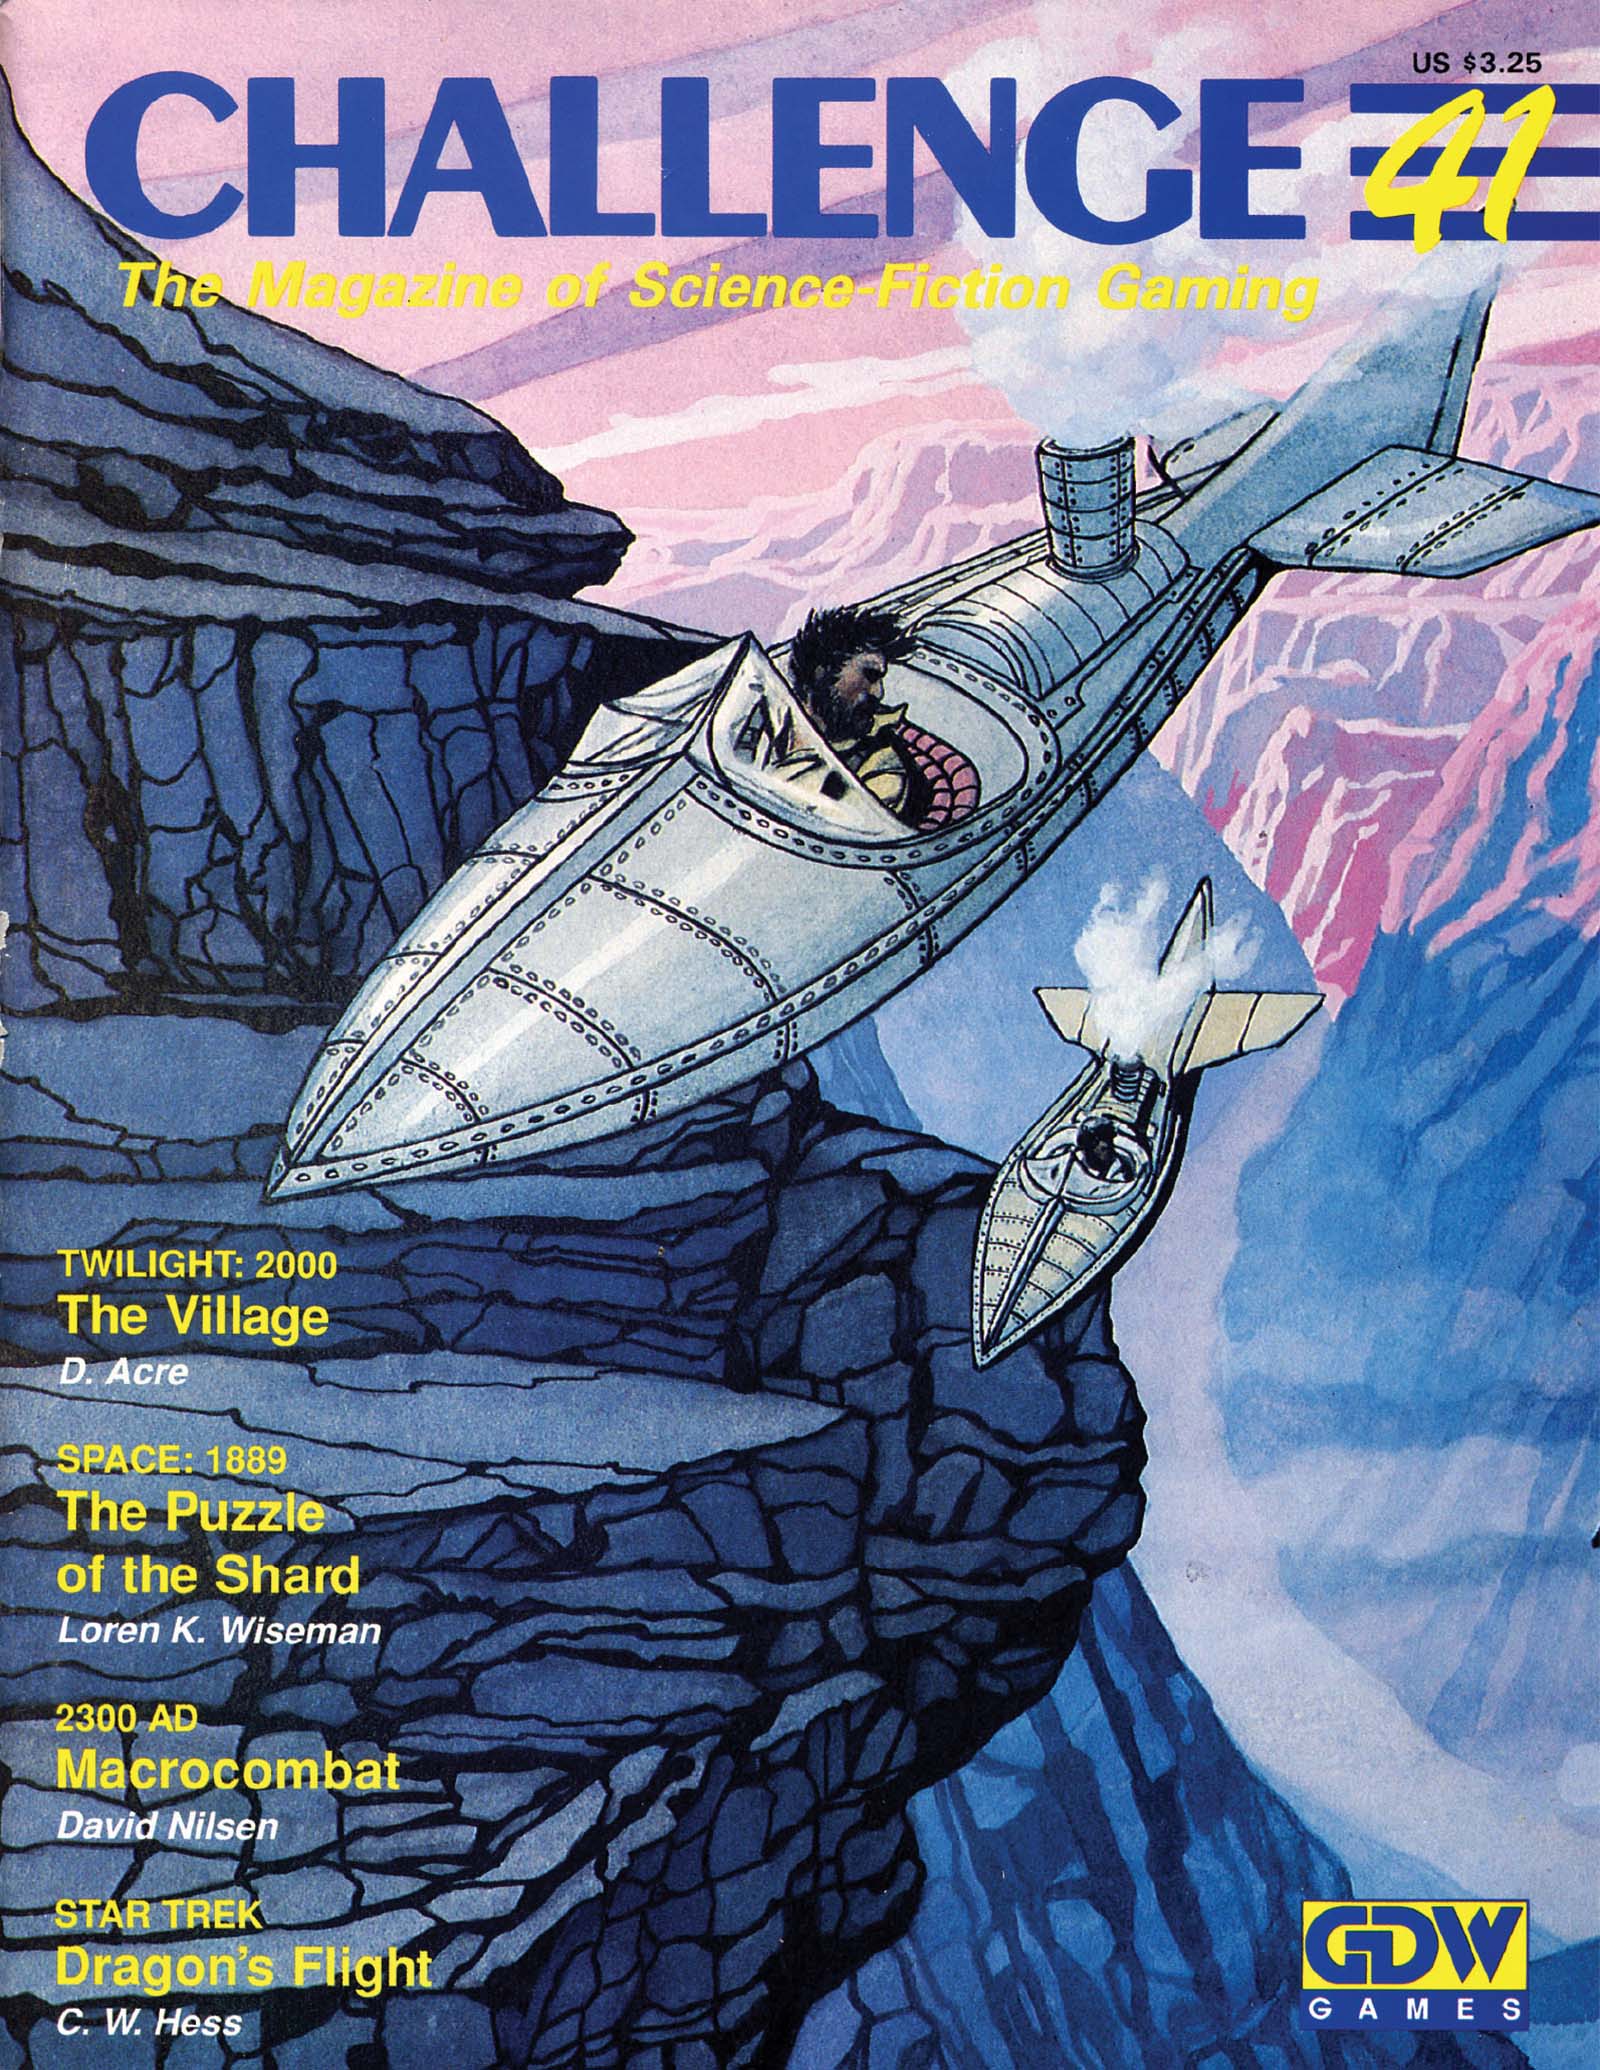 US $3.25
CHALLENGE 41
The Magazine of Science-Fiction Gaming
TWILIGHT: 2000
The Village
D. Acre
SPACE: 1889
The Puzzle
of the Shard
Loren K. Wiseman
2300 AD
Macrocombat
David Nilsen
STAR TREK
Dragon's Flight
C. W. Hess
GDW
GAMES